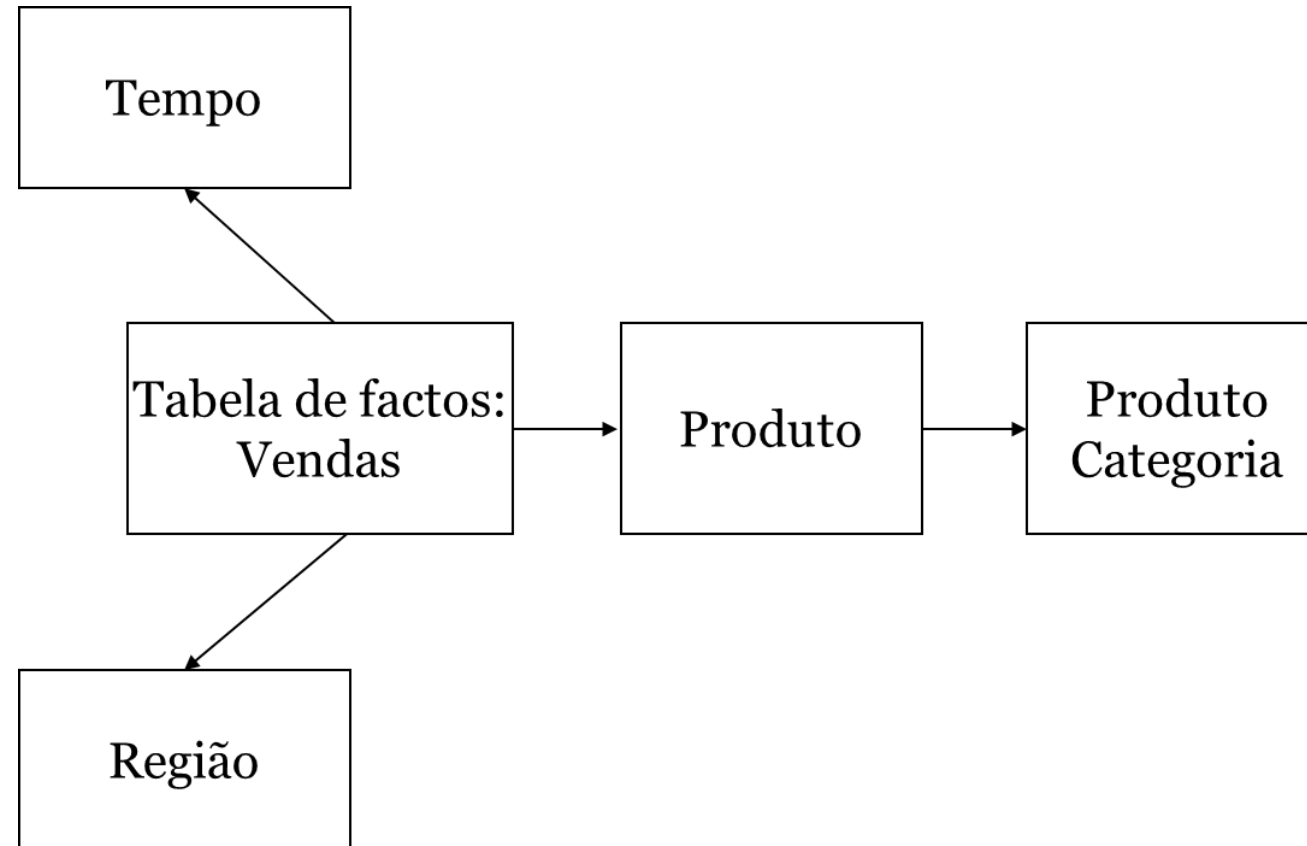 Tempo
Tabela de factos:
Vendas
Produto
Produto
Categoria
Região